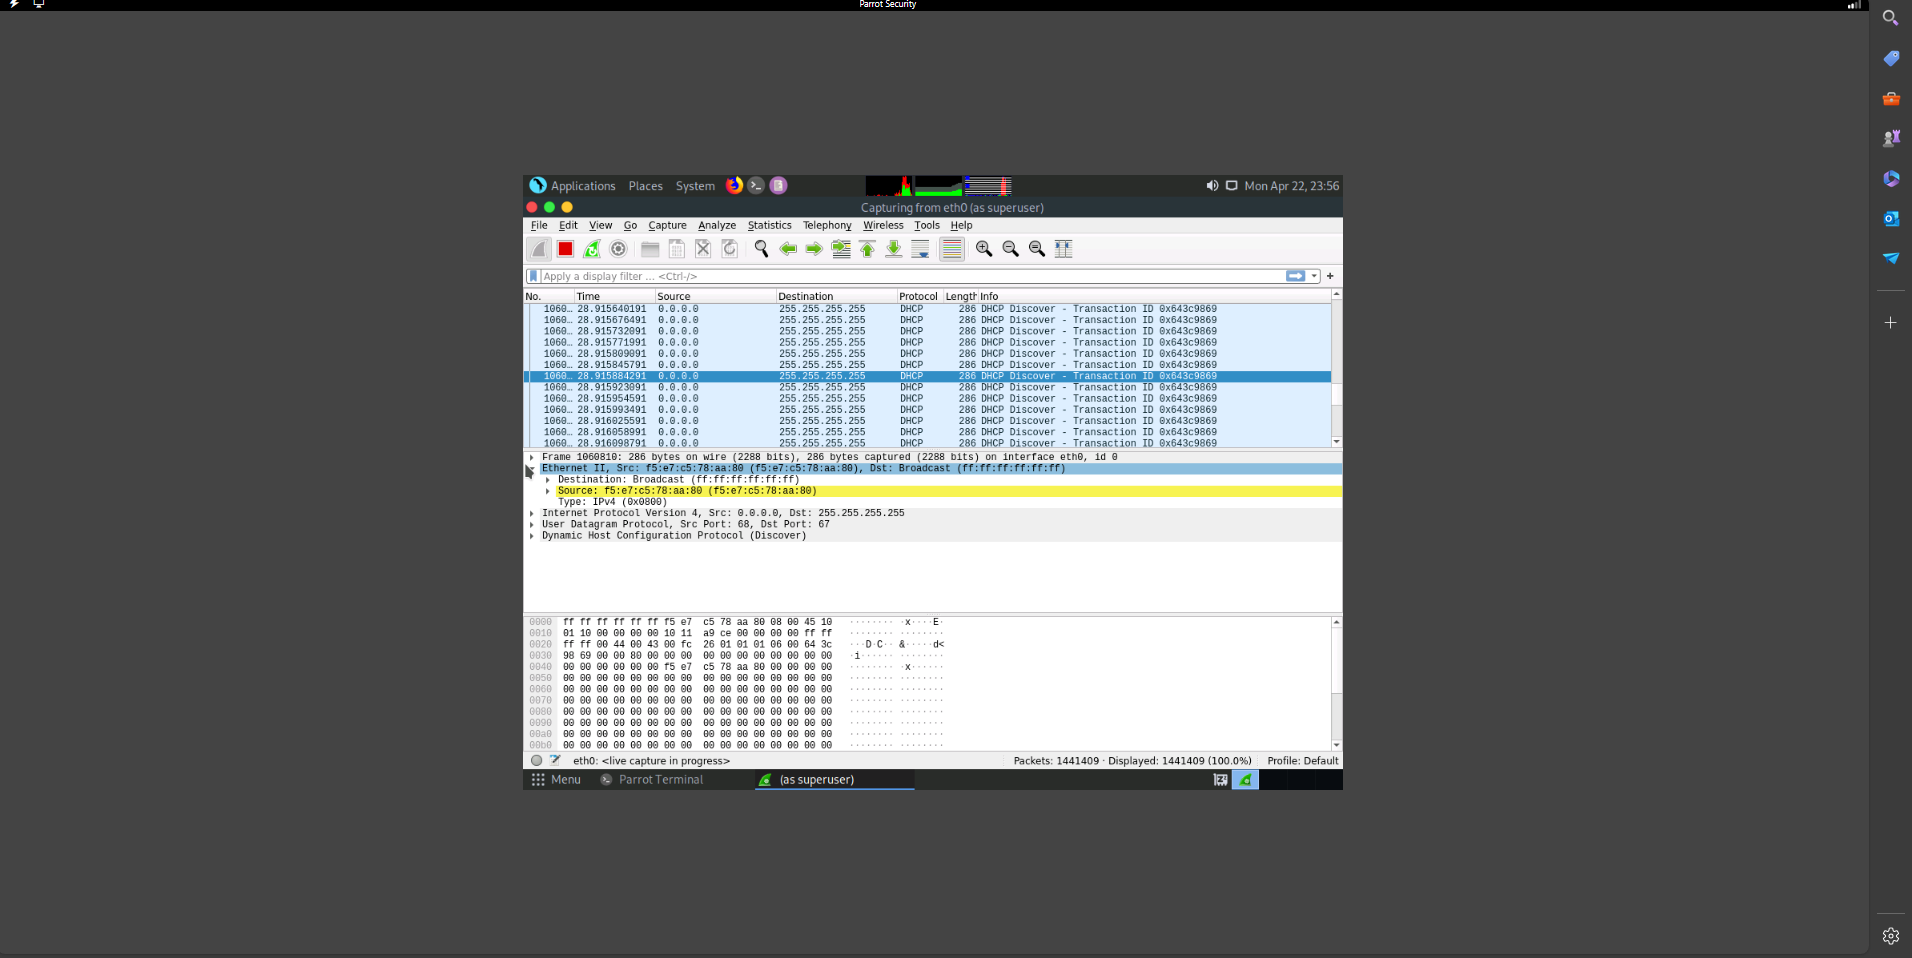 Parrot Security
Applications Places System Mon Apr 22, 23:56
Capturing from eth0 (as superuser)
File Edit View Go Capture Analyze Statistics Telephony Wireless Tools Help
Apply a display filter ... <Ctrl-/>
No. Time Source Destination Protocol Length Info
1060… 28.915640191 0.0.0.0 255.255.255.255 DHCP 286 DHCP Discover - Transaction ID 0x643c9869
1060… 28.915676491 0.0.0.0 255.255.255.255 DHCP 286 DHCP Discover - Transaction ID 0x643c9869
1060… 28.915732091 0.0.0.0 255.255.255.255 DHCP 286 DHCP Discover - Transaction ID 0x643c9869
1060… 28.915771991 0.0.0.0 255.255.255.255 DHCP 286 DHCP Discover - Transaction ID 0x643c9869
1060… 28.915809091 0.0.0.0 255.255.255.255 DHCP 286 DHCP Discover - Transaction ID 0x643c9869
1060… 28.915845791 0.0.0.0 255.255.255.255 DHCP 286 DHCP Discover - Transaction ID 0x643c9869
1060… 28.915884291 0.0.0.0 255.255.255.255 DHCP 286 DHCP Discover - Transaction ID 0x643c9869
1060… 28.915923091 0.0.0.0 255.255.255.255 DHCP 286 DHCP Discover - Transaction ID 0x643c9869
1060… 28.915954591 0.0.0.0 255.255.255.255 DHCP 286 DHCP Discover - Transaction ID 0x643c9869
1060… 28.915993491 0.0.0.0 255.255.255.255 DHCP 286 DHCP Discover - Transaction ID 0x643c9869
1060… 28.916025591 0.0.0.0 255.255.255.255 DHCP 286 DHCP Discover - Transaction ID 0x643c9869
1060… 28.916058991 0.0.0.0 255.255.255.255 DHCP 286 DHCP Discover - Transaction ID 0x643c9869
1060… 28.916098791 0.0.0.0 255.255.255.255 DHCP 286 DHCP Discover - Transaction ID 0x643c9869
Frame 1060810: 286 bytes on wire (2288 bits), 286 bytes captured (2288 bits) on interface eth0, id 0
Ethernet II, Src: f5:e7:c5:78:aa:80 (f5:e7:c5:78:aa:80), Dst: Broadcast (ff:ff:ff:ff:ff:ff)
Destination: Broadcast (ff:ff:ff:ff:ff:ff)
Source: f5:e7:c5:78:aa:80 (f5:e7:c5:78:aa:80)
Type: IPv4 (0x0800)
Internet Protocol Version 4, Src: 0.0.0.0, Dst: 255.255.255.255
User Datagram Protocol, Src Port: 68, Dst Port: 67
Dynamic Host Configuration Protocol (Discover)
0000 ff ff ff ff ff ff f5 e7 c5 78 aa 80 08 00 45 10 ········ ·x····E·
0010 01 10 00 00 00 00 10 11 a9 ce 00 00 00 00 ff ff ········ ········
0020 ff ff 00 44 00 43 00 fc 26 01 01 01 06 00 64 3c ···D·C·· &·····d<
0030 98 69 00 00 80 00 00 00 00 00 00 00 00 00 00 00 ·i······ ········
0040 00 00 00 00 00 00 f5 e7 c5 78 aa 80 00 00 00 00 ········ ·x······
0050 00 00 00 00 00 00 00 00 00 00 00 00 00 00 00 00 ········ ········
0060 00 00 00 00 00 00 00 00 00 00 00 00 00 00 00 00 ········ ········
0070 00 00 00 00 00 00 00 00 00 00 00 00 00 00 00 00 ········ ········
0080 00 00 00 00 00 00 00 00 00 00 00 00 00 00 00 00 ········ ········
0090 00 00 00 00 00 00 00 00 00 00 00 00 00 00 00 00 ········ ········
00a0 00 00 00 00 00 00 00 00 00 00 00 00 00 00 00 00 ········ ········
00b0 00 00 00 00 00 00 00 00 00 00 00 00 00 00 00 00 ········ ········
eth0: <live capture in progress> Packets: 1441409 · Displayed: 1441409 (100.0%) Profile: Default
Menu Parrot Terminal (as superuser)